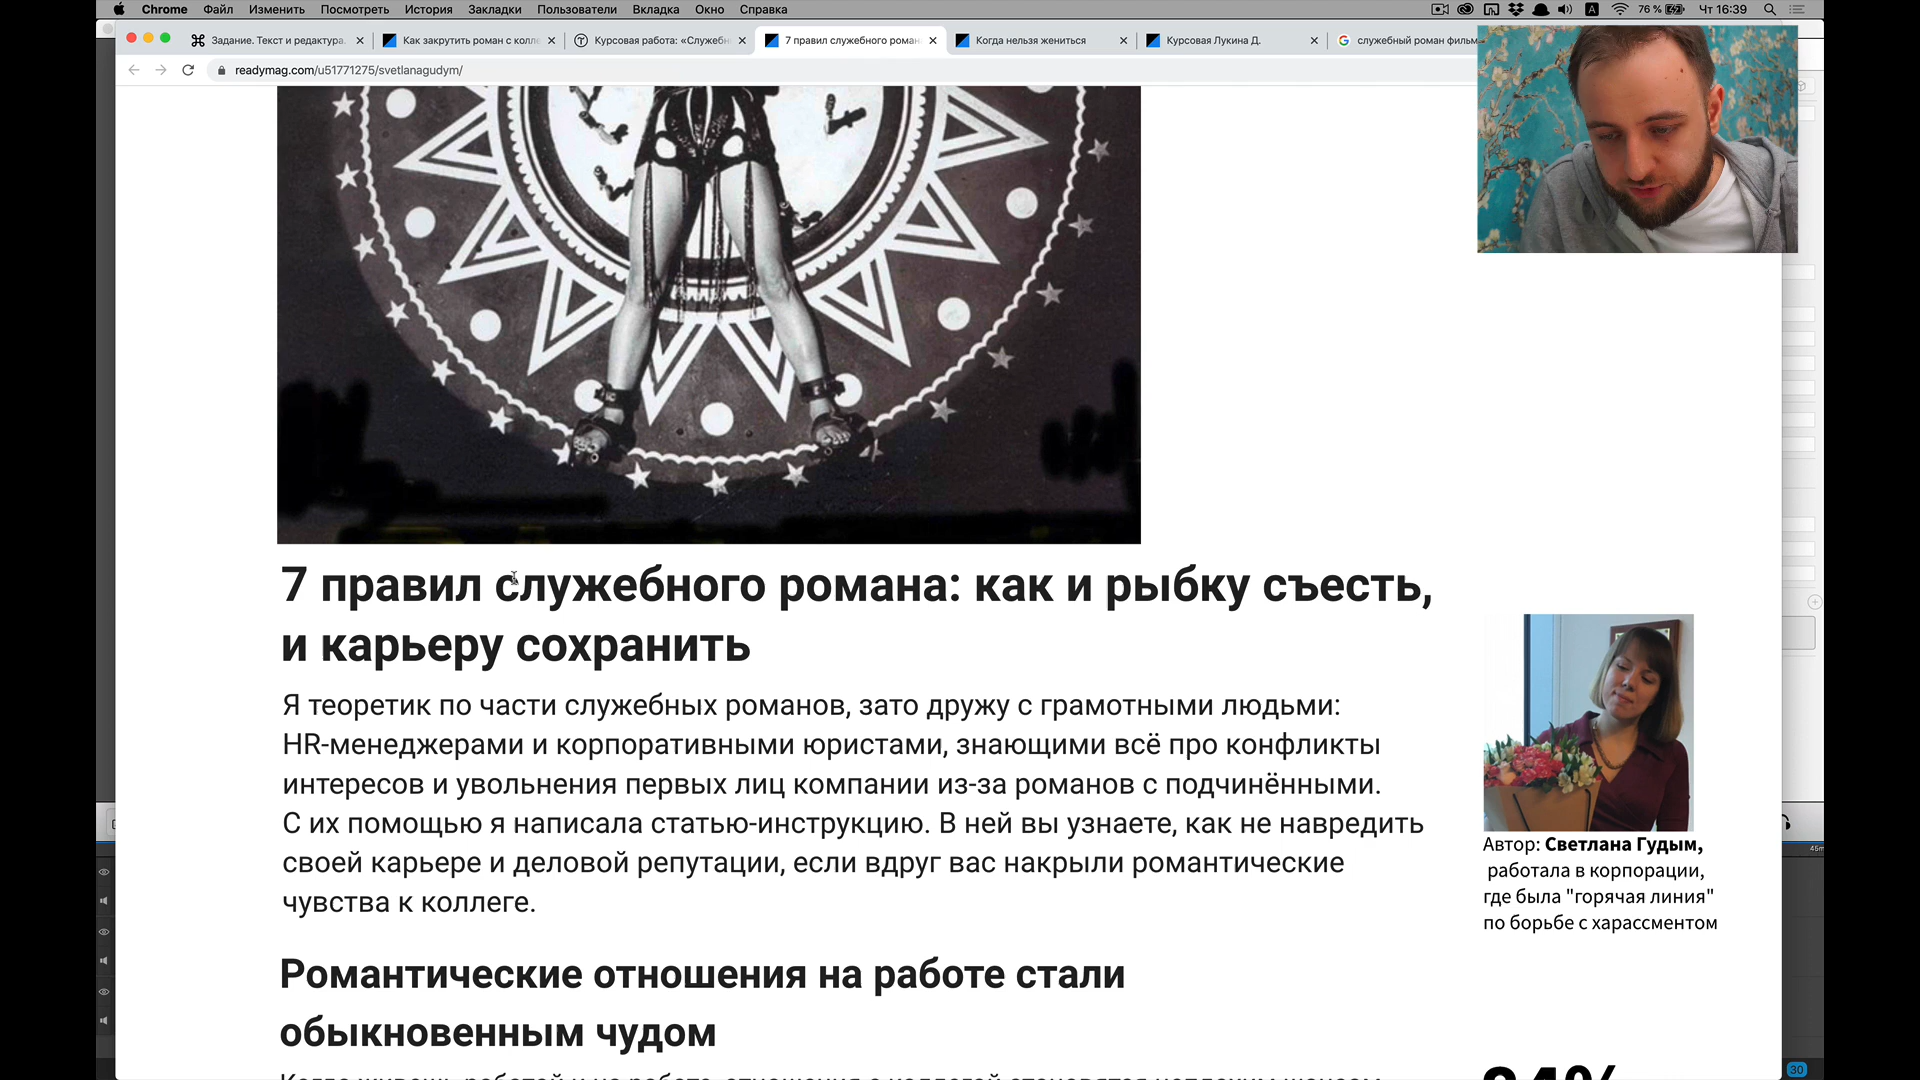 Chrome Файл Изменить Посмотреть История Закладки Пользователи Вкладка Окно Справка
76 % Чт 16:39
Задание. Текст и редактура.
Как закрутить роман с колле
Курсовая работа: «Служебн
7 правил служебного роман
Когда нельзя жениться
Курсовая Лукина Д.
служебный роман фильм
readymag.com/u51771275/svetlanagudym/
7 правил служебного романа: как и рыбку съесть,
и карьеру сохранить
Я теоретик по части служебных романов, зато дружу с грамотными людьми:
HR-менеджерами и корпоративными юристами, знающими всё про конфликты
интересов и увольнения первых лиц компании из-за романов с подчинёнными.
С их помощью я написала статью-инструкцию. В ней вы узнаете, как не навредить
своей карьере и деловой репутации, если вдруг вас накрыли романтические
чувства к коллеге.
Автор: Светлана Гудым,
работала в корпорации,
где была "горячая линия"
по борьбе с харассментом
Романтические отношения на работе стали
обыкновенным чудом
30